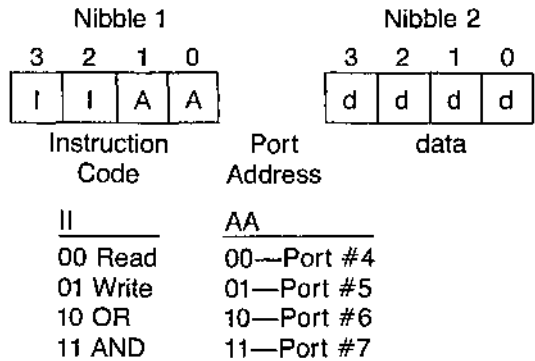 Nibble 1 Nibble 2
3 2 1 0 3 2 1 0
I I A A d d d d
Instruction Port data
Code Address
II AA
00 Read 00—Port #4
01 Write 01—Port #5
10 OR 10—Port #6
11 AND 11—Port #7